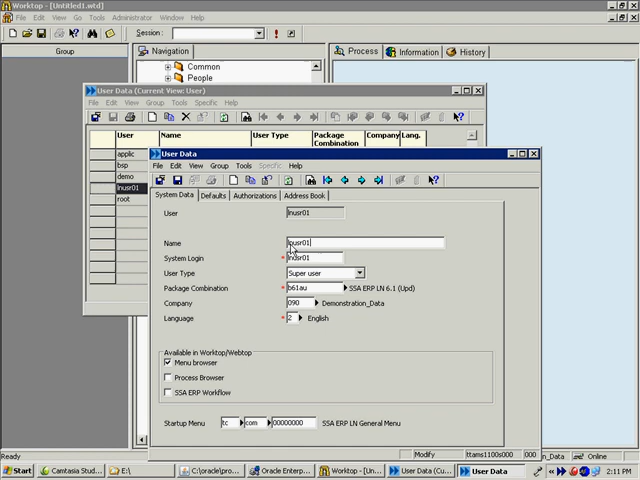 Worktop - [Untitled1.wtd]
File Edit View Go Tools Administrator Window Help
Session:
Group
Navigation
Common
People
Process Information History
User Data (Current View: User)
File Edit View Group Tools Specific Help
User Name User Type Package Combination Company Lang.
applic
bsp
demo
lnusr01
root
User Data
File Edit View Group Tools Specific Help
System Data Defaults Authorizations Address Book
User lnusr01
Name lnusr01
System Login * lnusr01
User Type Super user
Package Combination * b61au SSA ERP LN 6.1 (Upd)
Company 090 Demonstration_Data
Language * 2 English
Available in Worktop/Webtop
Menu browser
Process Browser
SSA ERP Workflow
Startup Menu tc com 00000000 SSA ERP LN General Menu
Modify ttams1100s000 000
Ready n_Data Online
Start Camtasia Stud... E:\ C:\oracle\pro... Oracle Enterp... Worktop - [Un... User Data (Cu... User Data 2:11 PM